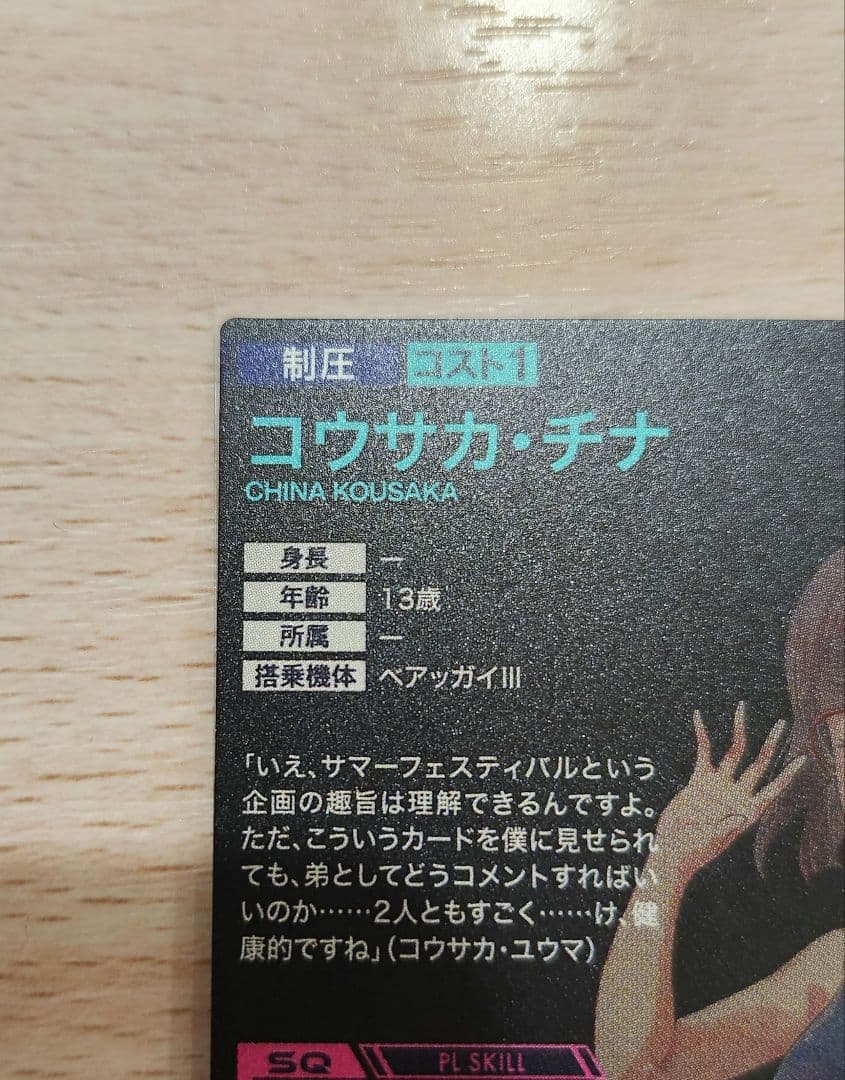 制圧 コスト1
コウサカ・チナ
CHINA KOUSAKA
身長 ー
年齢 13歳
所属 ー
搭乗機体 ベアッガイIII
「いえ、サマーフェスティバルという
企画の趣旨は理解できるんですよ。
ただ、こういうカードを僕に見せられ
ても、弟としてどうコメントすればい
いのか……2人ともすごく……け、健
康的ですね」(コウサカ・ユウマ)
SQ PL SKILL